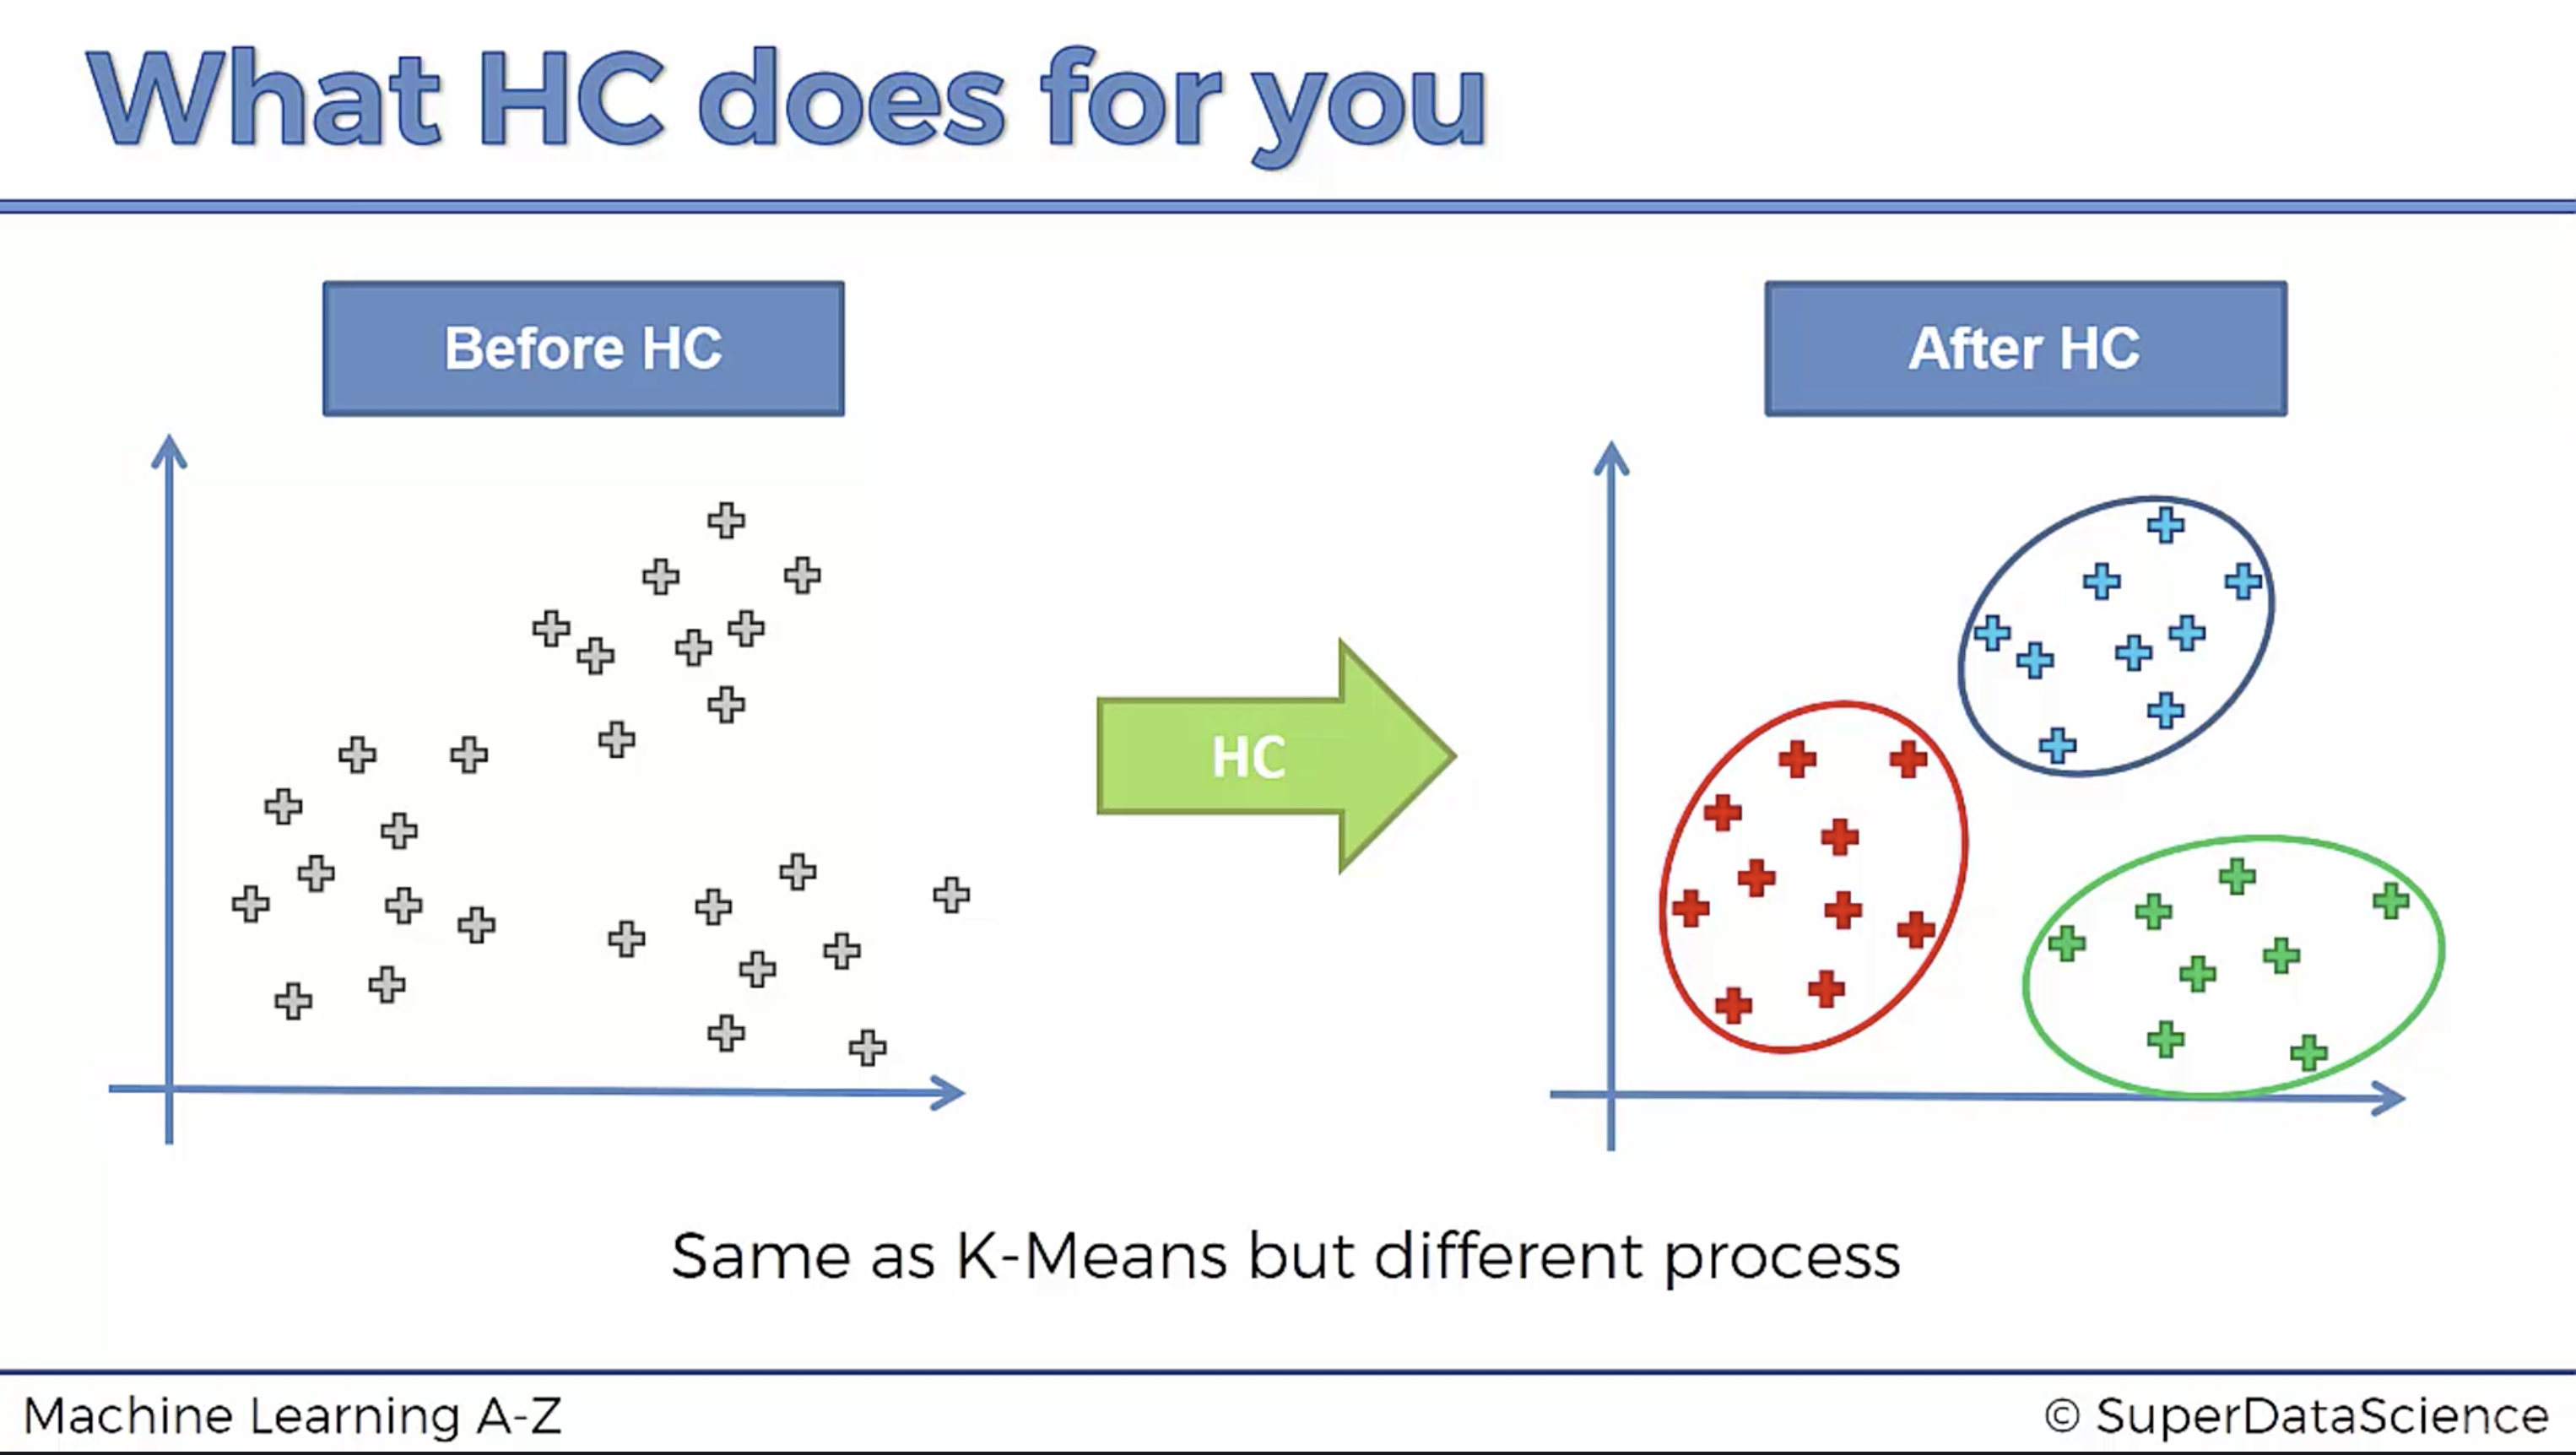 What HC does for you
Before HC
After HC
HC
Same as K-Means but different process
Machine Learning A-Z
© SuperDataScience